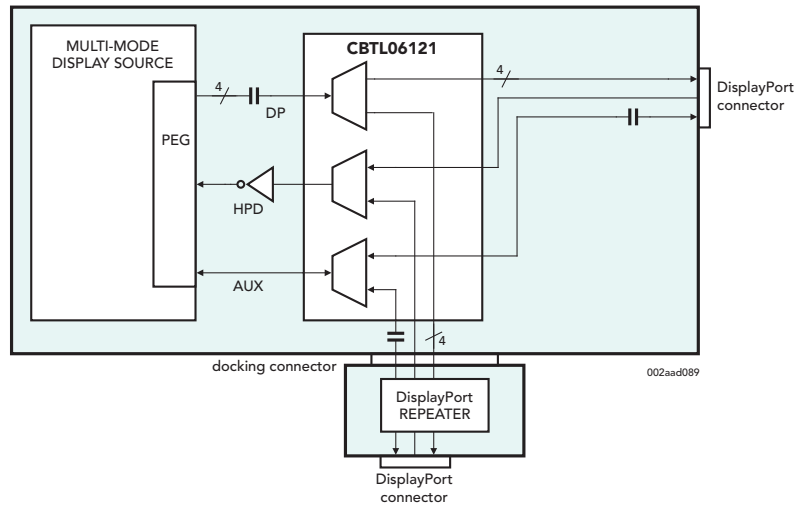 MULTI-MODE
DISPLAY SOURCE
CBTL06121
4
4
DisplayPort
connector
DP
PEG
HPD
AUX
4
docking connector
002aad089
DisplayPort
REPEATER
DisplayPort
connector